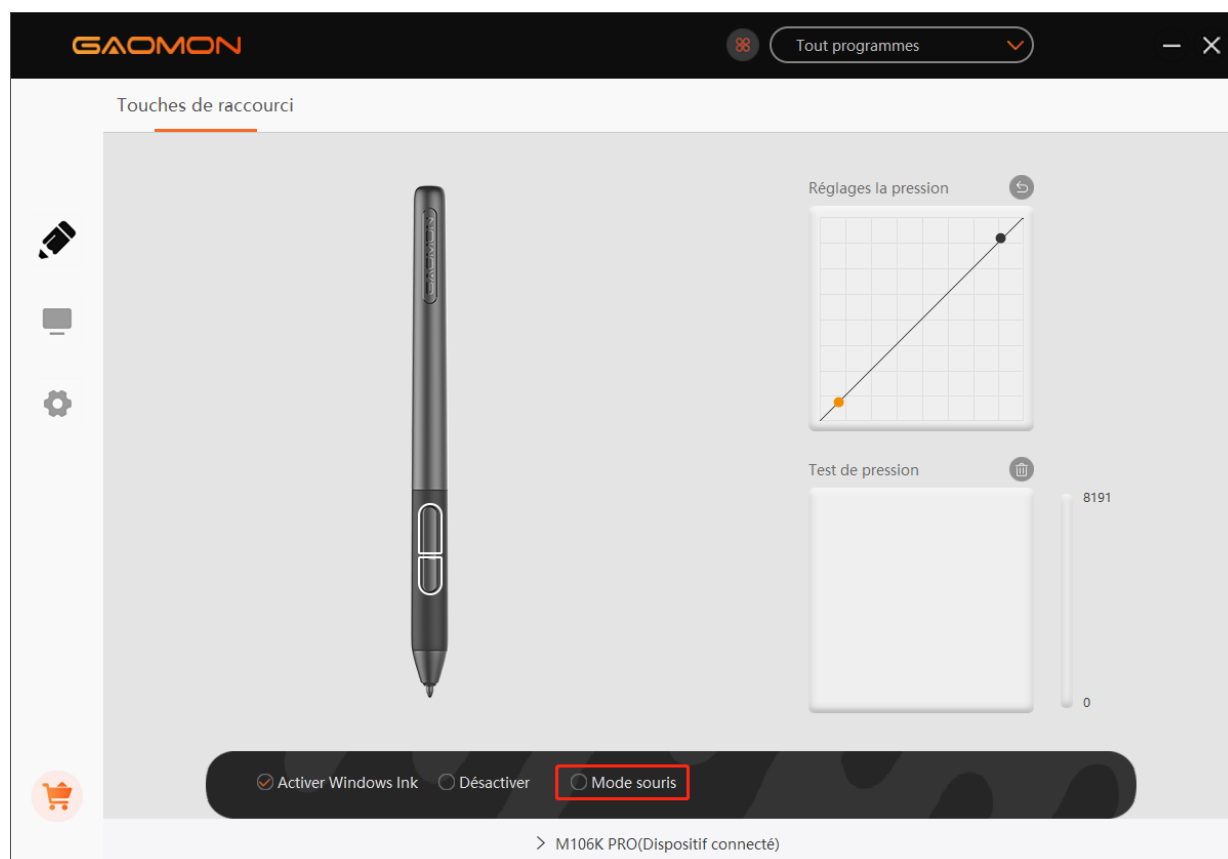 GAOMON
Tout programmes
Touches de raccourci
Réglages la pression
GAOMON
Test de pression
8191
0
Activer Windows Ink
Désactiver
Mode souris
M106K PRO(Dispositif connecté)